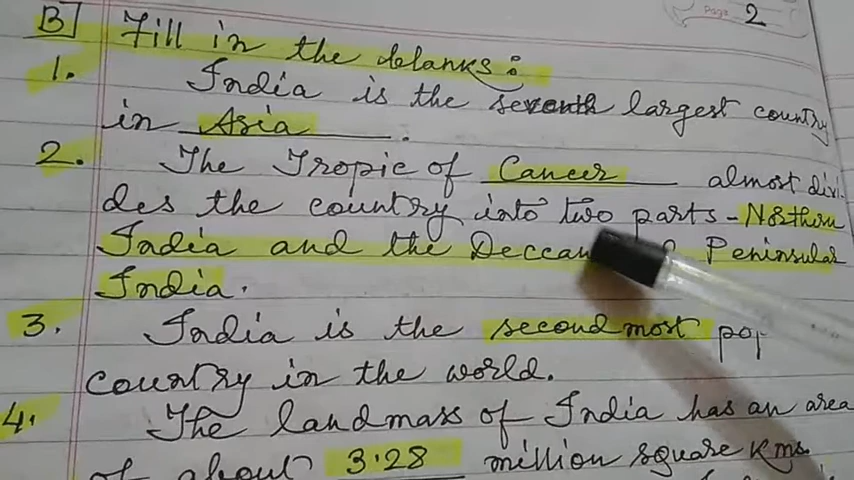 Page 2
B] Fill in the blanks:
1. India is the seventh largest country
in Asia.
2. The Tropic of Cancer almost divi-
des the country into two parts - Northern
India and the Deccan Peninsular
India.
3. India is the second most pop
country in the world.
4. The landmass of India has an area
of about 3.28 million square Kms.